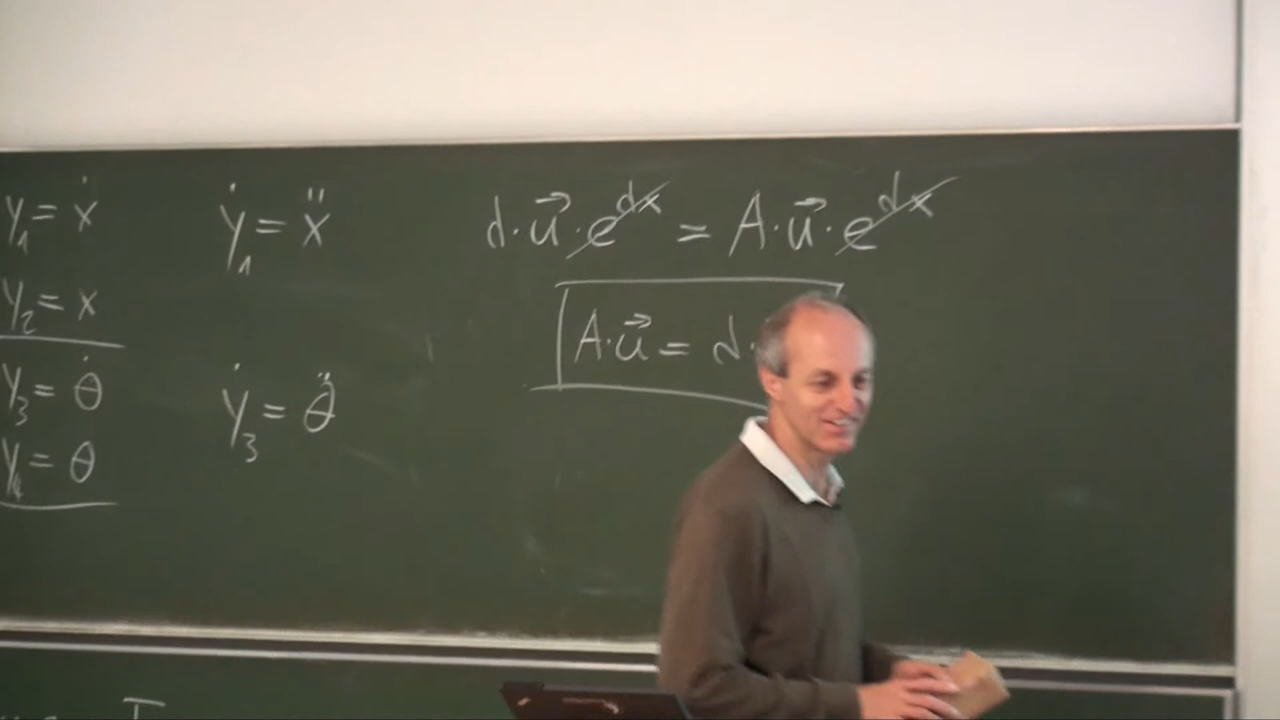 y₁ = ẋ
y₂ = x
y₃ = θ̇
y₄ = θ
ẏ₁ = ẍ
ẏ₃ = θ̈
d·u⃗·e^{dx} = A·u⃗·e^{dx}
A·u⃗ = d·